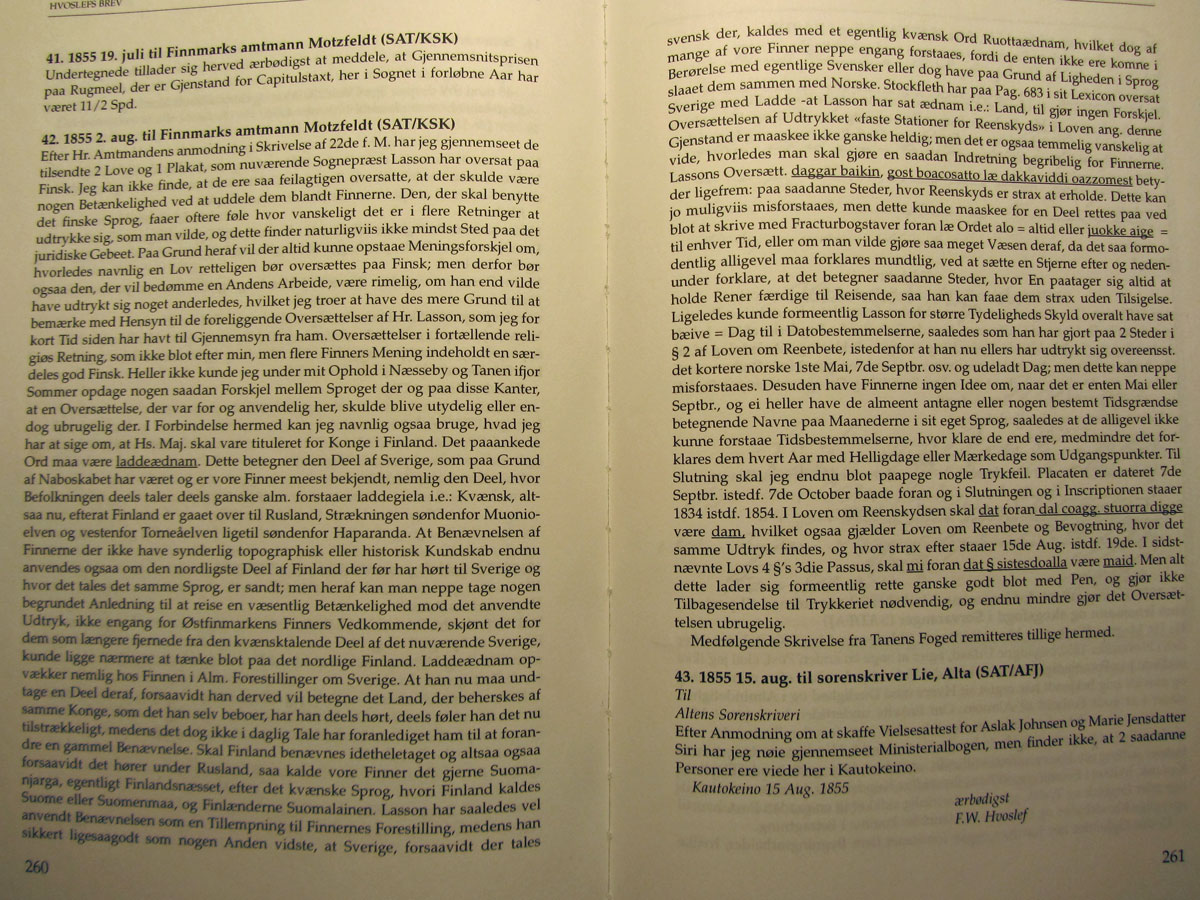 HVOSLEFS BREV
41. 1855 19. juli til Finnmarks amtmann Motzfeldt (SAT/KSK)
Undertegnede tillader sig herved ærbødigst at meddele, at Gjennemsnitsprisen
paa Rugmeel, der er Gjenstand for Capitulstaxt, her i Sognet i forløbne Aar har
været 11/2 Spd.
42. 1855 2. aug. til Finnmarks amtmann Motzfeldt (SAT/KSK)
Efter Hr. Amtmandens anmodning i Skrivelse af 22de f. M. har jeg gjennemseet de
tilsendte 2 Love og 1 Plakat, som nuværende Sognepræst Lasson har oversat paa
Finsk. Jeg kan ikke finde, at de ere saa feilagtigen oversatte, at der skulde være
nogen Betænkelighed ved at uddele dem blandt Finnerne. Den, der skal benytte
det finske Sprog, faaer oftere føle hvor vanskeligt det er i flere Retninger at
udtrykke sig, som man vilde, og dette finder naturligviis ikke mindst Sted paa det
juridiske Gebeet. Paa Grund heraf vil der altid kunne opstaae Meningsforskjel om,
hvorledes navnlig en Lov retteligen bør oversættes paa Finsk; men derfor bør
ogsaa den, der vil bedømme en Andens Arbeide, være rimelig, om han end vilde
have udtrykt sig noget anderledes, hvilket jeg troer at have des mere Grund til at
bemærke med Hensyn til de foreliggende Oversættelser af Hr. Lasson, som jeg for
kort Tid siden har havt til Gjennemsyn fra ham. Oversættelser i fortællende reli-
giøs Retning, som ikke blot efter min, men flere Finners Mening indeholdt en sær-
deles god Finsk. Heller ikke kunde jeg under mit Ophold i Næsseby og Tanen ifjor
Sommer opdage nogen saadan Forskjel mellem Sproget der og paa disse Kanter,
at en Oversættelse, der var for og anvendelig her, skulde blive utydelig eller en-
dog ubrugelig der. I Forbindelse hermed kan jeg navnlig ogsaa bruge, hvad jeg
har at sige om, at Hs. Maj. skal vare tituleret for Konge i Finland. Det paaankede
Ord maa være laddeædnam. Dette betegner den Deel af Sverige, som paa Grund
af Naboskabet har været og er vore Finner meest bekjendt, nemlig den Deel, hvor
Befolkningen deels taler deels ganske alm. forstaaer laddegiela i.e.: Kvænsk, alt-
saa nu, efterat Finland er gaaet over til Rusland, Strækningen søndenfor Muonio-
elven og vestenfor Torneåelven ligetil søndenfor Haparanda. At Benævnelsen af
Finnerne der ikke have synderlig topographisk eller historisk Kundskab endnu
anvendes ogsaa om den nordligste Deel af Finland der før har hørt til Sverige og
hvor det tales det samme Sprog, er sandt; men heraf kan man neppe tage nogen
begrundet Anledning til at reise en væsentlig Betænkelighed mod det anvendte
Udtryk, ikke engang for Østfinmarkens Finners Vedkommende, skjønt det for
dem som længere fjernede fra den kvænsktalende Deel af det nuværende Sverige,
kunde ligge nærmere at tænke blot paa det nordlige Finland. Laddeædnam op-
vækker nemlig hos Finnen i Alm. Forestillinger om Sverige. At han nu maa und-
tage en Deel deraf, forsaavidt han derved vil betegne det Land, der beherskes af
samme Konge, som det han selv beboer, har han deels hørt, deels føler han det nu
tilstrækkeligt, medens det dog ikke i daglig Tale har foranlediget ham til at foran-
dre en gammel Benævnelse. Skal Finland benævnes idetheletaget og altsaa ogsaa
forsaavidt det hører under Rusland, saa kalde vore Finner det gjerne Suoma-
njarga, egentligt Finlandsnæsset, efter det kvænske Sprog, hvori Finland kaldes
Suome eller Suomenmaa, og Finlænderne Suomalainen. Lasson har saaledes vel
anvendt Benævnelsen som en Tillempning til Finnernes Forestilling, medens han
sikkert ligesaagodt som nogen Anden vidste, at Sverige, forsaavidt der tales
260
svensk der, kaldes med et egentlig kvænsk Ord Ruottaædnam, hvilket dog af
mange af vore Finner neppe engang forstaaes, fordi de enten ikke ere komne i
Berørelse med egentlige Svensker eller dog have paa Grund af Ligheden i Sprog
slaaet dem sammen med Norske. Stockfleth har paa Pag. 683 i sit Lexicon oversat
Sverige med Ladde -at Lasson har sat ædnam i.e.: Land, til gjør ingen Forskjel.
Oversættelsen af Udtrykket «faste Stationer for Reenskyds» i Loven ang. denne
Gjenstand er maaskee ikke ganske heldig; men det er ogsaa temmelig vanskelig at
vide, hvorledes man skal gjøre en saadan Indretning begribelig for Finnerne.
Lassons Oversætt. daggar baikin, gost boacosatto læ dakkaviddi oazzomest bety-
der ligefrem: paa saadanne Steder, hvor Reenskyds er strax at erholde. Dette kan
jo muligviis misforstaaes, men dette kunde maaskee for en Deel rettes paa ved
blot at skrive med Fracturbogstaver foran læ Ordet alo = altid eller juokke aige =
til enhver Tid, eller om man vilde gjøre saa meget Væsen deraf, da det saa formo-
dentlig alligevel maa forklares mundtlig, ved at sætte en Stjerne efter og neden-
under forklare, at det betegner saadanne Steder, hvor En paatager sig altid at
holde Rener færdige til Reisende, saa han kan faae dem strax uden Tilsigelse.
Ligeledes kunde formeentlig Lasson for større Tydeligheds Skyld overalt have sat
bæive = Dag til i Datobestemmelserne, saaledes som han har gjort paa 2 Steder i
§ 2 af Loven om Reenbete, istedenfor at han nu ellers har udtrykt sig overeensst.
det kortere norske 1ste Mai, 7de Septbr. osv. og udeladt Dag; men dette kan neppe
misforstaaes. Desuden have Finnerne ingen Idee om, naar det er enten Mai eller
Septbr., og ei heller have de almeent antagne eller nogen bestemt Tidsgrændse
betegnende Navne paa Maanederne i sit eget Sprog, saaledes at de alligevel ikke
kunne forstaae Tidsbestemmelserne, hvor klare de end ere, medmindre det for-
klares dem hvert Aar med Helligdage eller Mærkedage som Udgangspunkter. Til
Slutning skal jeg endnu blot paapege nogle Trykfeil. Placaten er dateret 7de
Septbr. istedf. 7de October baade foran og i Slutningen og i Inscriptionen staaer
1834 istdf. 1854. I Loven om Reenskydsen skal dat foran dal coagg. stuorra digge
være dam, hvilket ogsaa gjælder Loven om Reenbete og Bevogtning, hvor det
samme Udtryk findes, og hvor strax efter staaer 15de Aug. istdf. 19de. I sidst-
nævnte Lovs 4 §'s 3die Passus, skal mi foran dat § sistesdoalla være maid. Men alt
dette lader sig formeentlig rette ganske godt blot med Pen, og gjør ikke
Tilbagesendelse til Trykkeriet nødvendig, og endnu mindre gjør det Oversæt-
telsen ubrugelig.
Medfølgende Skrivelse fra Tanens Foged remitteres tillige hermed.
43. 1855 15. aug. til sorenskriver Lie, Alta (SAT/AFJ)
Til
Altens Sorenskriveri
Efter Anmodning om at skaffe Vielsesattest for Aslak Johnsen og Marie Jensdatter
Siri har jeg nøie gjennemseet Ministerialbogen, men finder ikke, at 2 saadanne
Personer ere viede her i Kautokeino.
Kautokeino 15 Aug. 1855
ærbødigst
F.W. Hvoslef
261